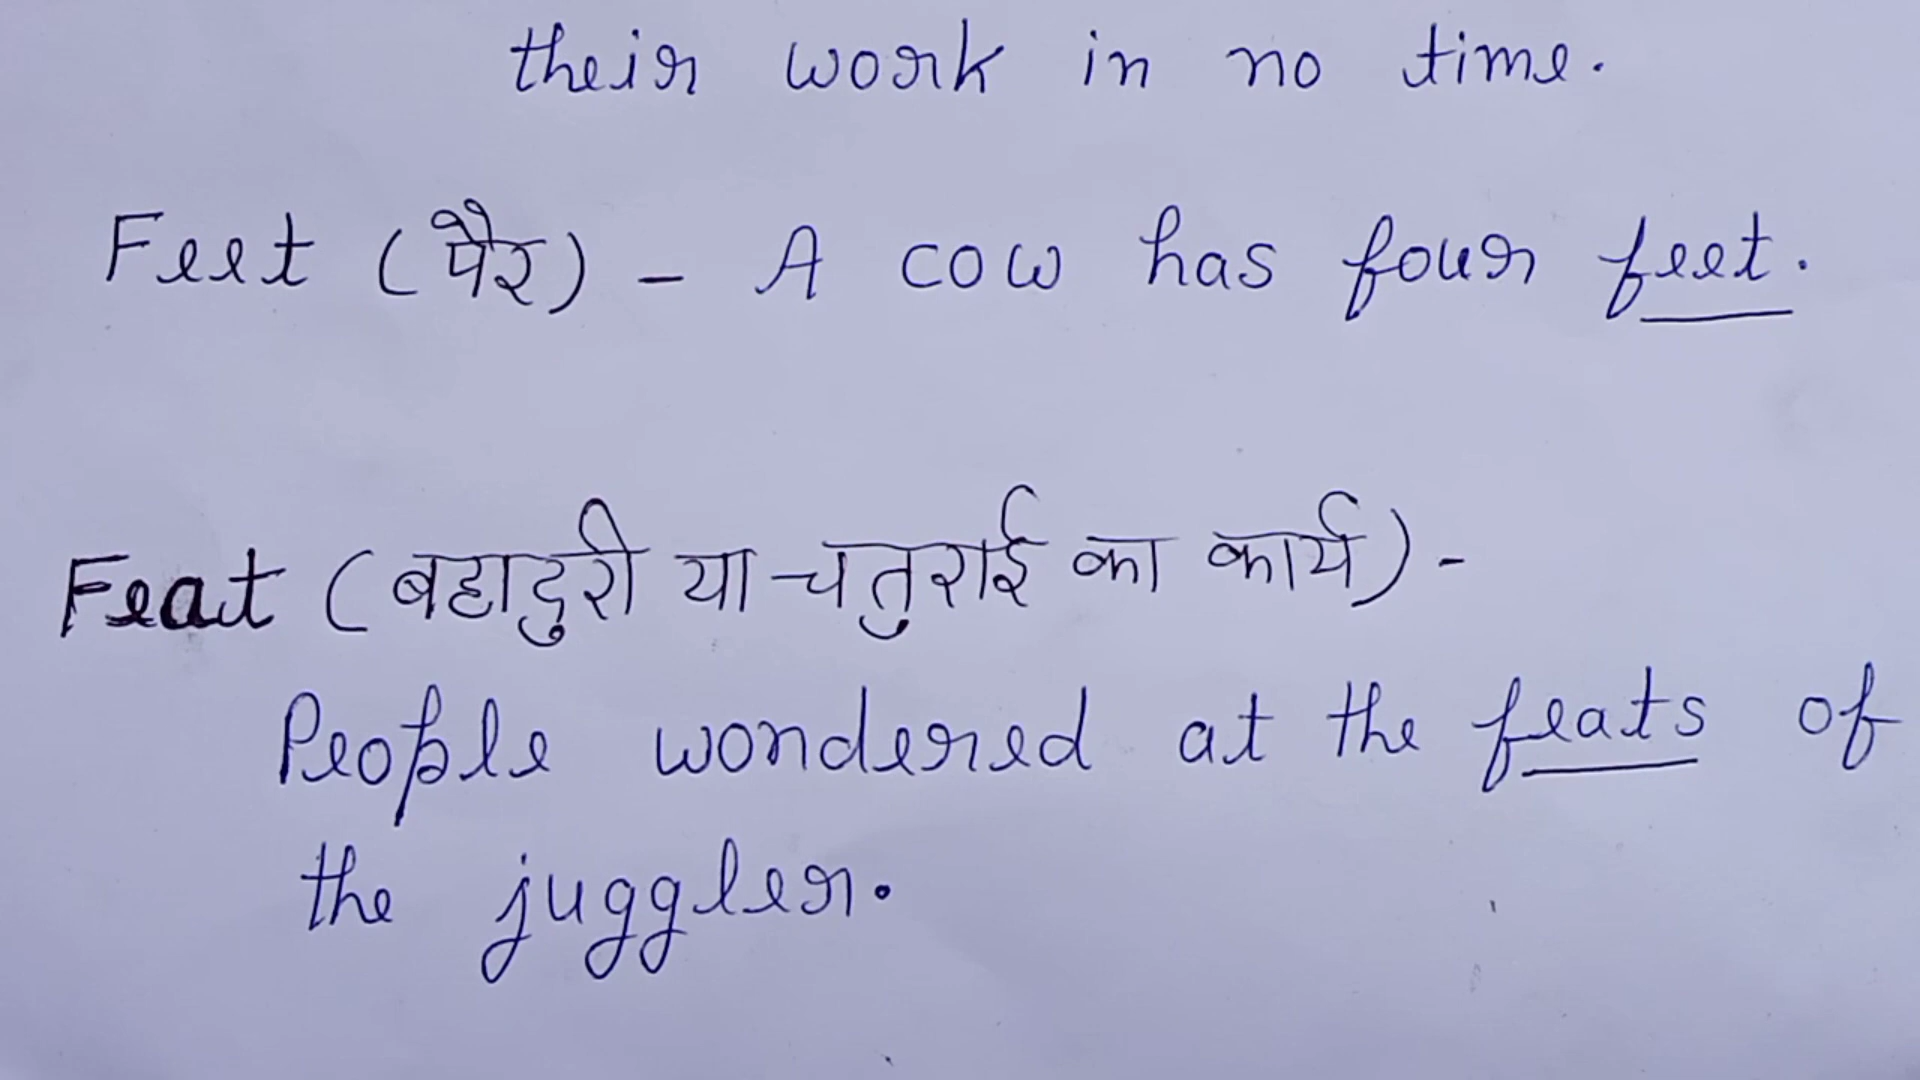 their work in no time.
Feet (पैर) - A cow has four feet.
Feat (बहादुरी या चतुराई का कार्य) -
People wondered at the feats of
the juggler.